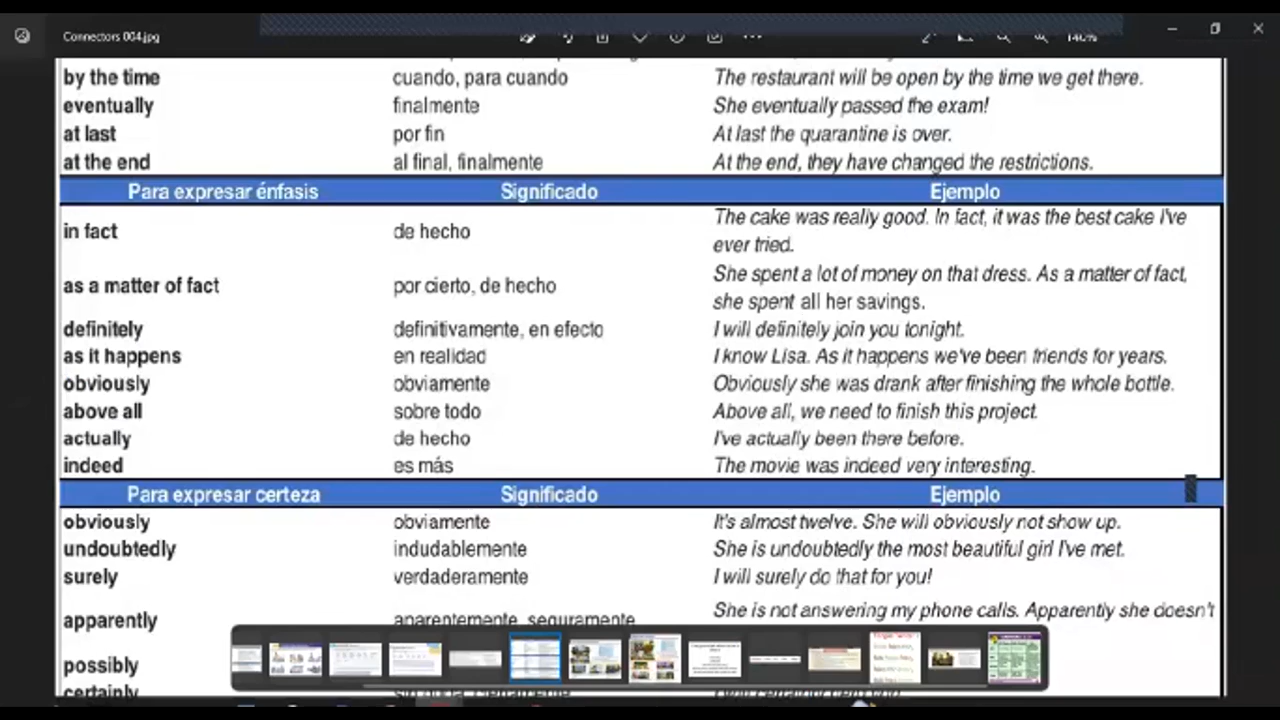 Connectors 064.jpg
140%
by the time cuando, para cuando The restaurant will be open by the time we get there.
eventually finalmente She eventually passed the exam!
at last por fin At last the quarantine is over.
at the end al final, finalmente At the end, they have changed the restrictions.
Para expresar énfasis Significado Ejemplo
in fact de hecho The cake was really good. In fact, it was the best cake I've
ever tried.
as a matter of fact por cierto, de hecho She spent a lot of money on that dress. As a matter of fact,
she spent all her savings.
definitely definitivamente, en efecto I will definitely join you tonight.
as it happens en realidad I know Lisa. As it happens we've been friends for years.
obviously obviamente Obviously she was drank after finishing the whole bottle.
above all sobre todo Above all, we need to finish this project.
actually de hecho I've actually been there before.
indeed es más The movie was indeed very interesting.
Para expresar certeza Significado Ejemplo
obviously obviamente It's almost twelve. She will obviously not show up.
undoubtedly indudablemente She is undoubtedly the most beautiful girl I've met.
surely verdaderamente I will surely do that for you!
apparently aparentemente, seguramente She is not answering my phone calls. Apparently she doesn't
possibly
certainly